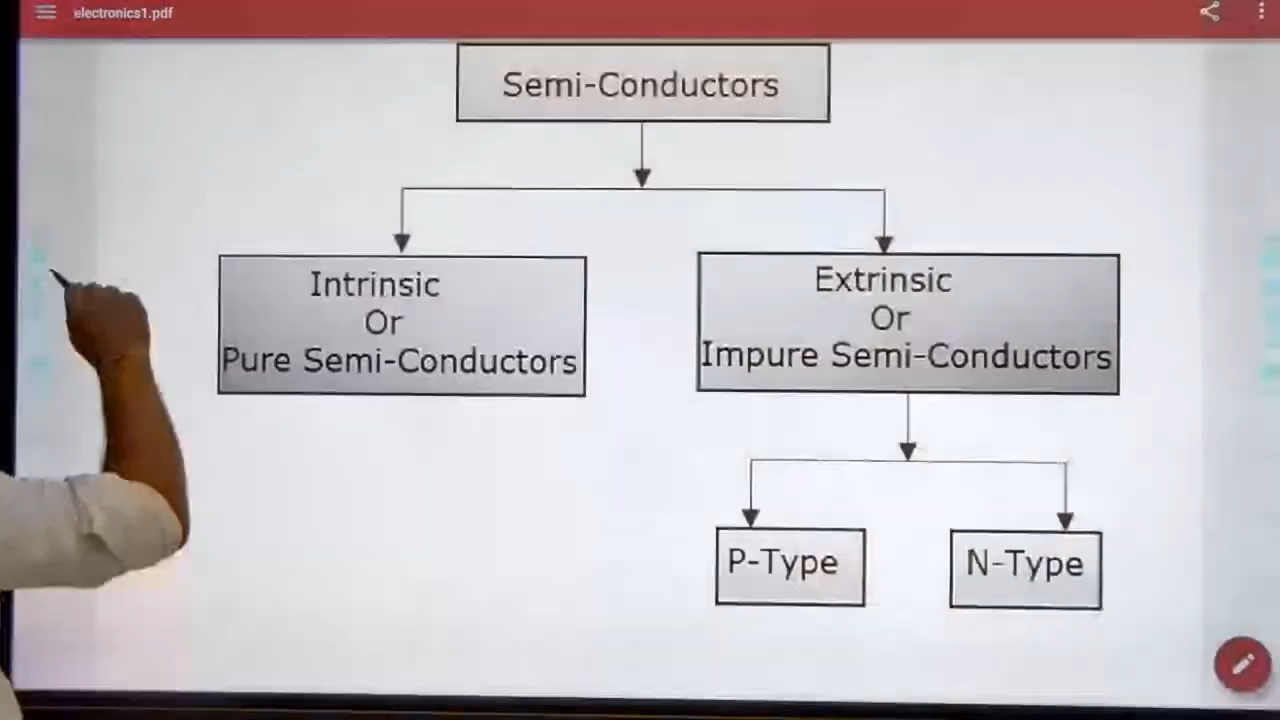 electronics1.pdf
Semi-Conductors
Intrinsic
Or
Pure Semi-Conductors
Extrinsic
Or
Impure Semi-Conductors
P-Type
N-Type